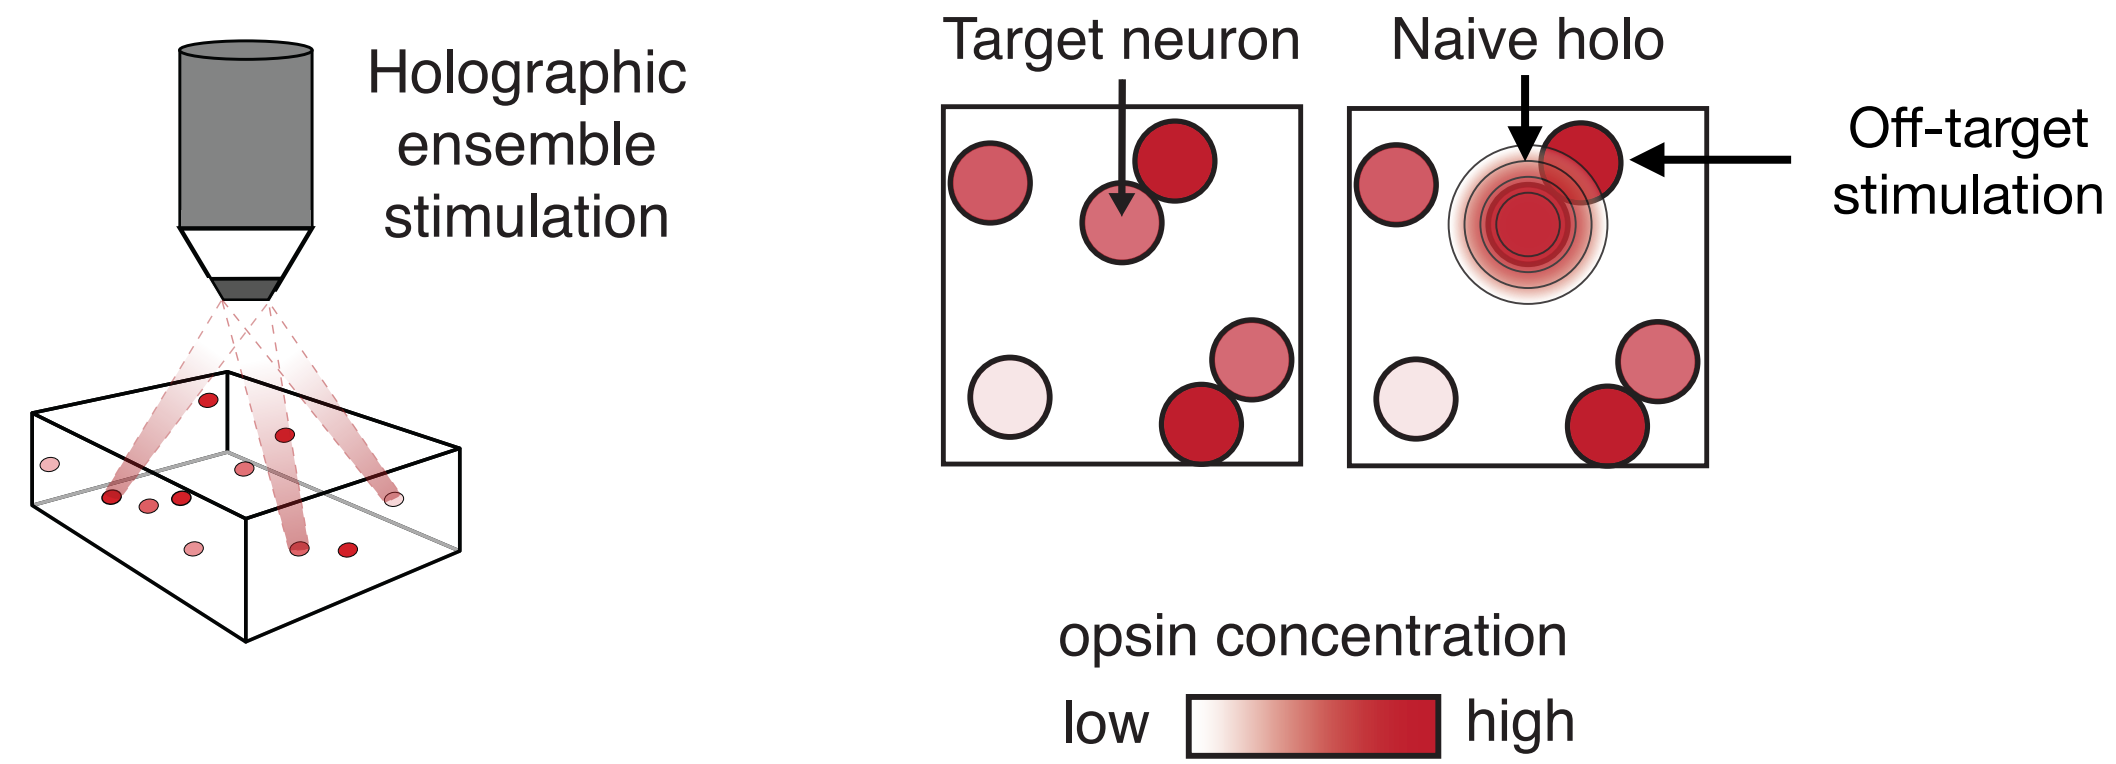 Holographic
ensemble
stimulation
Target neuron
Naive holo
Off-target
stimulation
opsin concentration
low
high